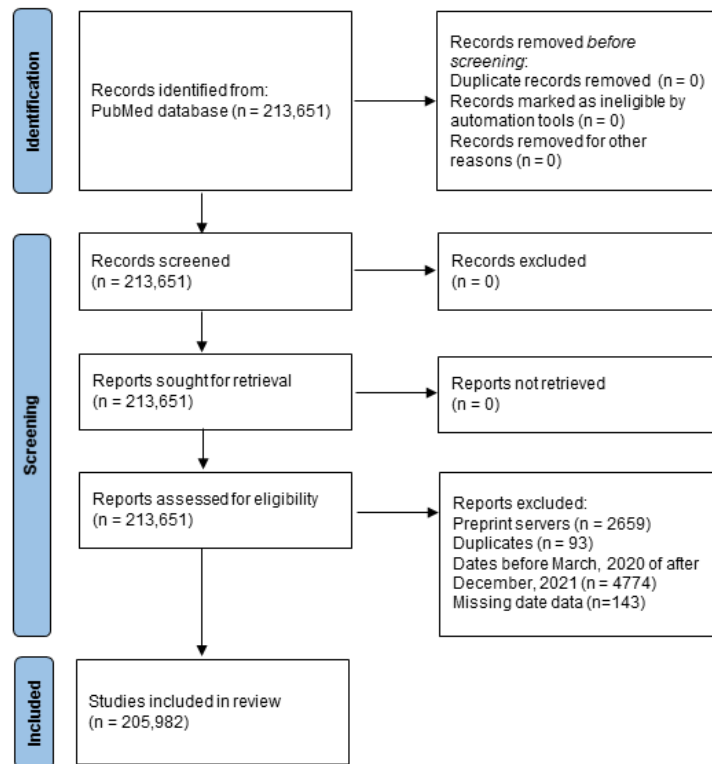 Identification
Records identified from:
PubMed database (n = 213,651)
Records removed before
screening:
Duplicate records removed (n = 0)
Records marked as ineligible by
automation tools (n = 0)
Records removed for other
reasons (n = 0)
Screening
Records screened
(n = 213,651)
Records excluded
(n = 0)
Reports sought for retrieval
(n = 213,651)
Reports not retrieved
(n = 0)
Reports assessed for eligibility
(n = 213,651)
Reports excluded:
Preprint servers (n = 2659)
Duplicates (n = 93)
Dates before March, 2020 of after
December, 2021 (n = 4774)
Missing date data (n=143)
Included
Studies included in review
(n = 205,982)